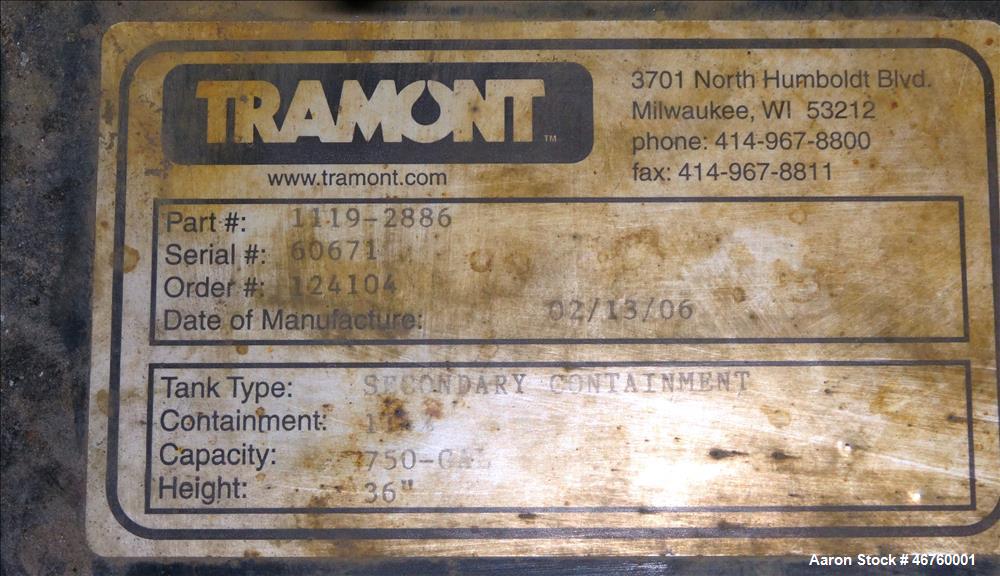 TRAMONT™
www.tramont.com
3701 North Humboldt Blvd.
Milwaukee, WI 53212
phone: 414-967-8800
fax: 414-967-8811
Part #: 1119-2886
Serial #: 60671
Order #: 124104
Date of Manufacture: 02/13/06
Tank Type: SECONDARY CONTAINMENT
Containment:
Capacity: 750-GAL
Height: 36"
Aaron Stock # 46760001